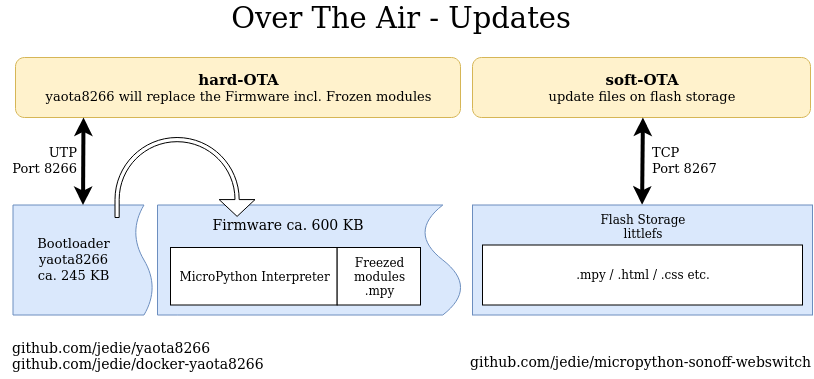 Over The Air - Updates
hard-OTA
yaota8266 will replace the Firmware incl. Frozen modules
soft-OTA
update files on flash storage
UTP
Port 8266
TCP
Port 8267
Bootloader
yaota8266
ca. 245 KB
Firmware ca. 600 KB
MicroPython Interpreter
Freezed
modules
.mpy
Flash Storage
littlefs
.mpy / .html / .css etc.
github.com/jedie/yaota8266
github.com/jedie/docker-yaota8266
github.com/jedie/micropython-sonoff-webswitch